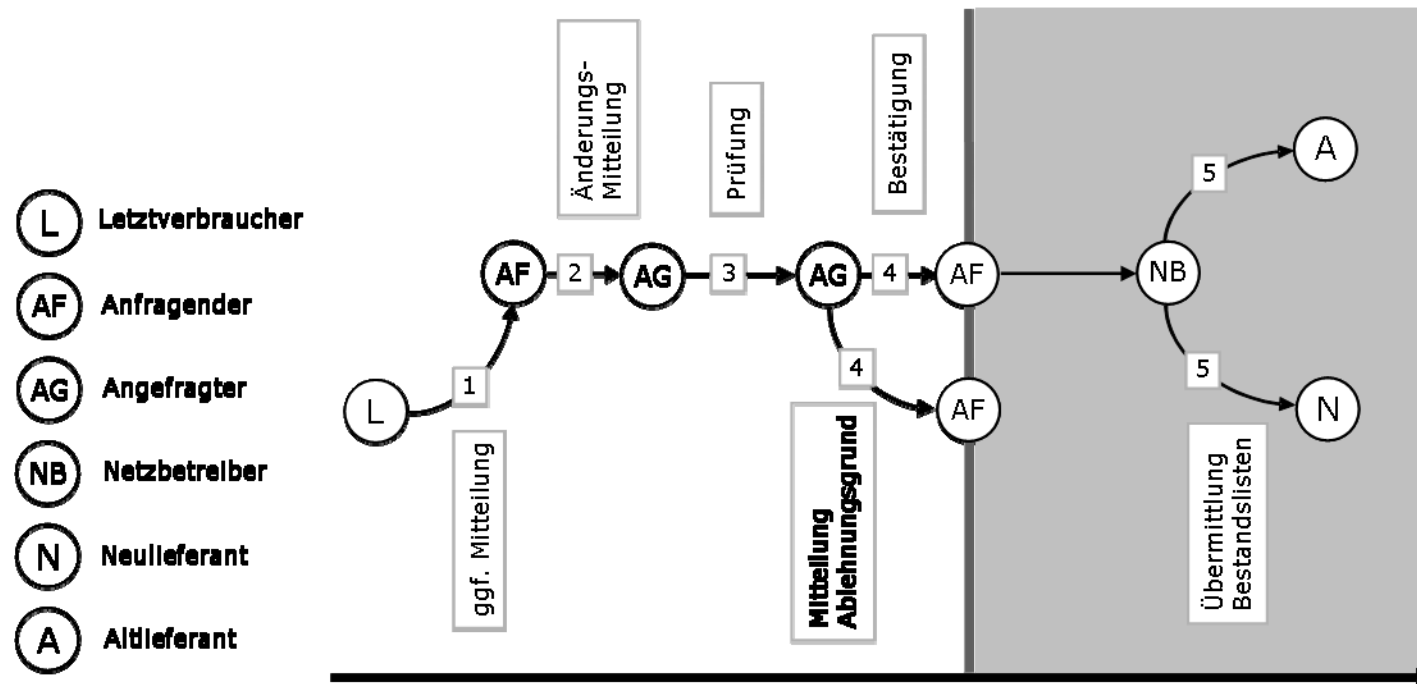 L Letztverbraucher
AF Anfragender
AG Angefragter
NB Netzbetreiber
N Neulieferant
A Altlieferant
Änderungs-
Mitteilung
Prüfung
Bestätigung
L
1
AF
2
AG
3
AG
4
AF
4
AF
NB
5
A
5
N
ggf. Mitteilung
Mitteilung
Ablehnungsgrund
Übermittlung
Bestandslisten